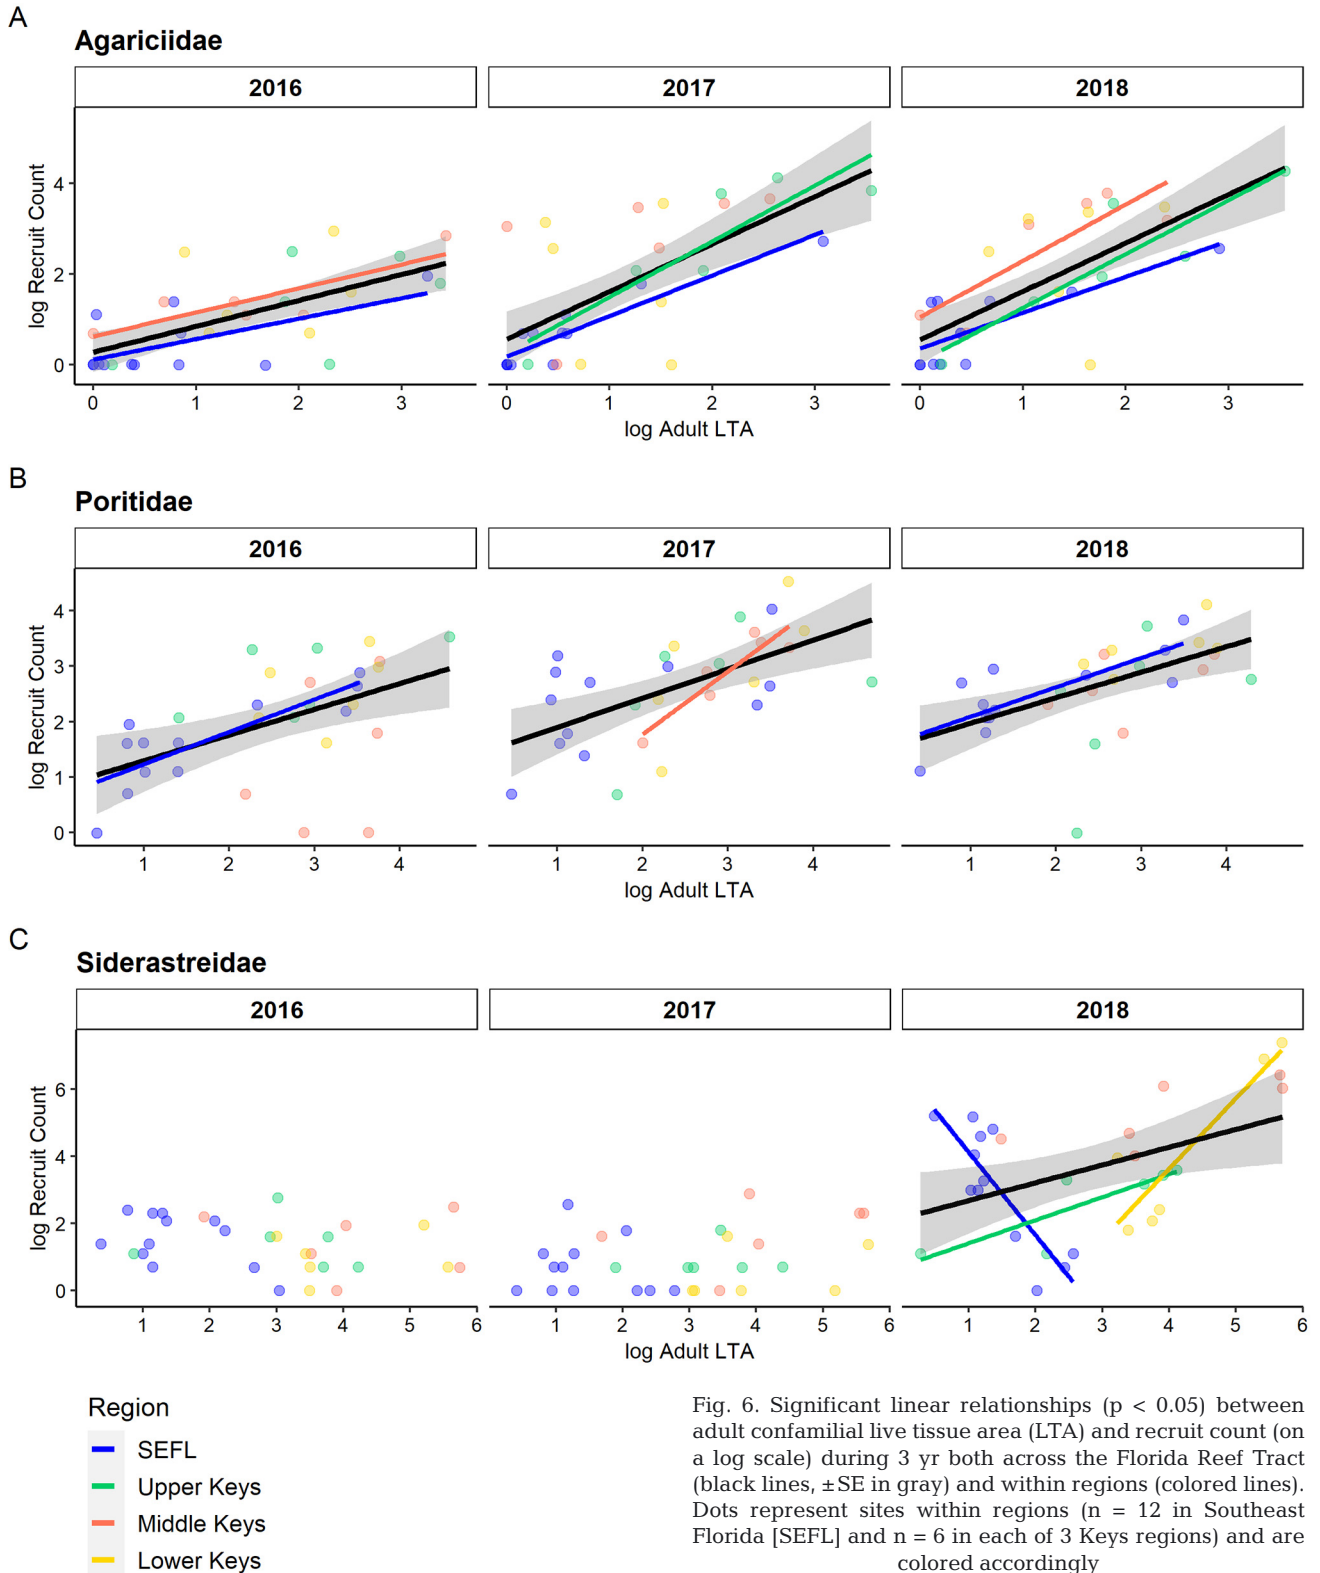 A
Agariciidae
2016
2017
2018
log Recruit Count
4
2
0
0 1 2 3
0 1 2 3
0 1 2 3
log Adult LTA
B
Poritidae
2016
2017
2018
log Recruit Count
4
3
2
1
0
1 2 3 4
1 2 3 4
1 2 3 4
log Adult LTA
C
Siderastreidae
2016
2017
2018
log Recruit Count
6
4
2
0
1 2 3 4 5 6
1 2 3 4 5 6
1 2 3 4 5 6
log Adult LTA
Region
SEFL
Upper Keys
Middle Keys
Lower Keys
Fig. 6. Significant linear relationships (p < 0.05) between
adult confamilial live tissue area (LTA) and recruit count (on
a log scale) during 3 yr both across the Florida Reef Tract
(black lines, ±SE in gray) and within regions (colored lines).
Dots represent sites within regions (n = 12 in Southeast
Florida [SEFL] and n = 6 in each of 3 Keys regions) and are
colored accordingly